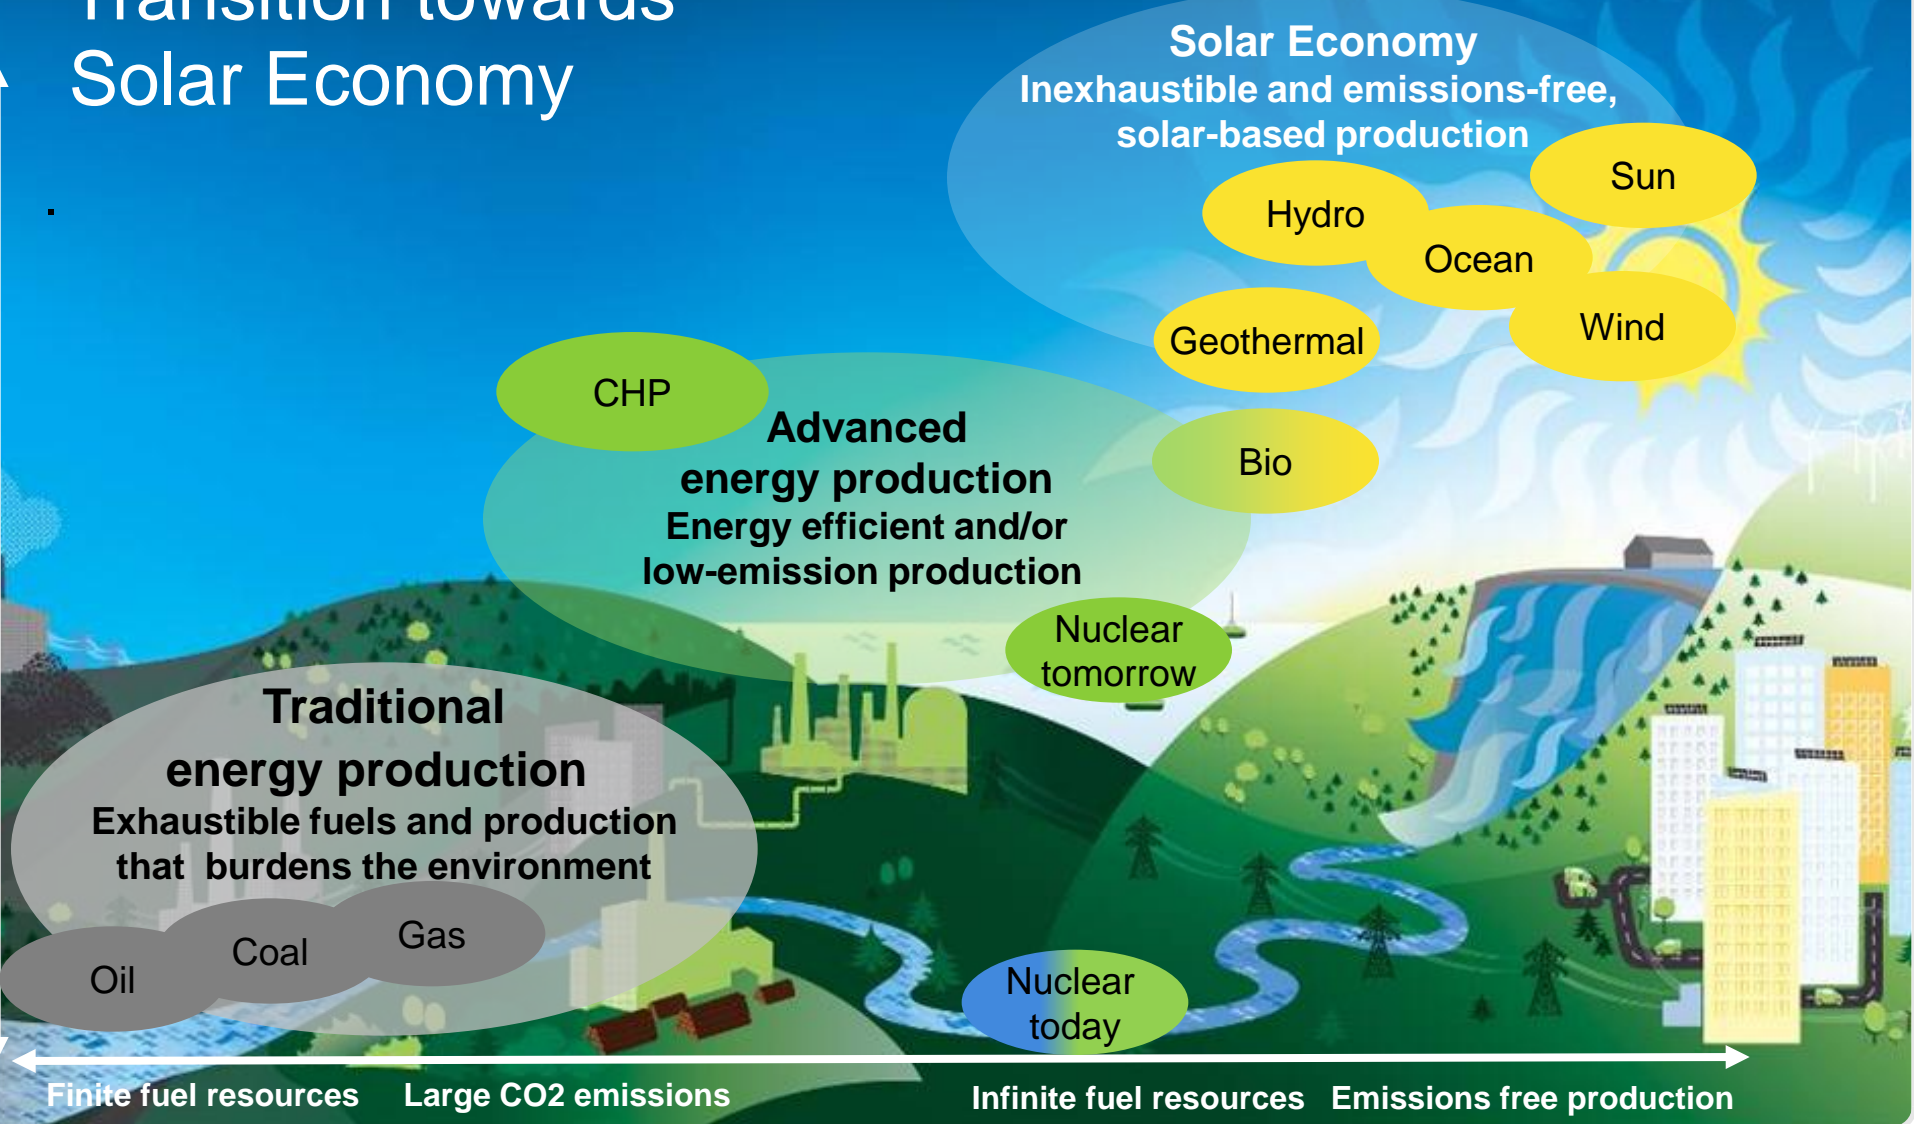 Transition towards
Solar Economy
.
Solar Economy
Inexhaustible and emissions-free,
solar-based production
Sun
Hydro
Ocean
Wind
Geothermal
CHP
Advanced
energy production
Energy efficient and/or
low-emission production
Bio
Nuclear
tomorrow
Traditional
energy production
Exhaustible fuels and production
that burdens the environment
Gas
Coal
Oil
Nuclear
today
Finite fuel resources Large CO2 emissions
Infinite fuel resources Emissions free production